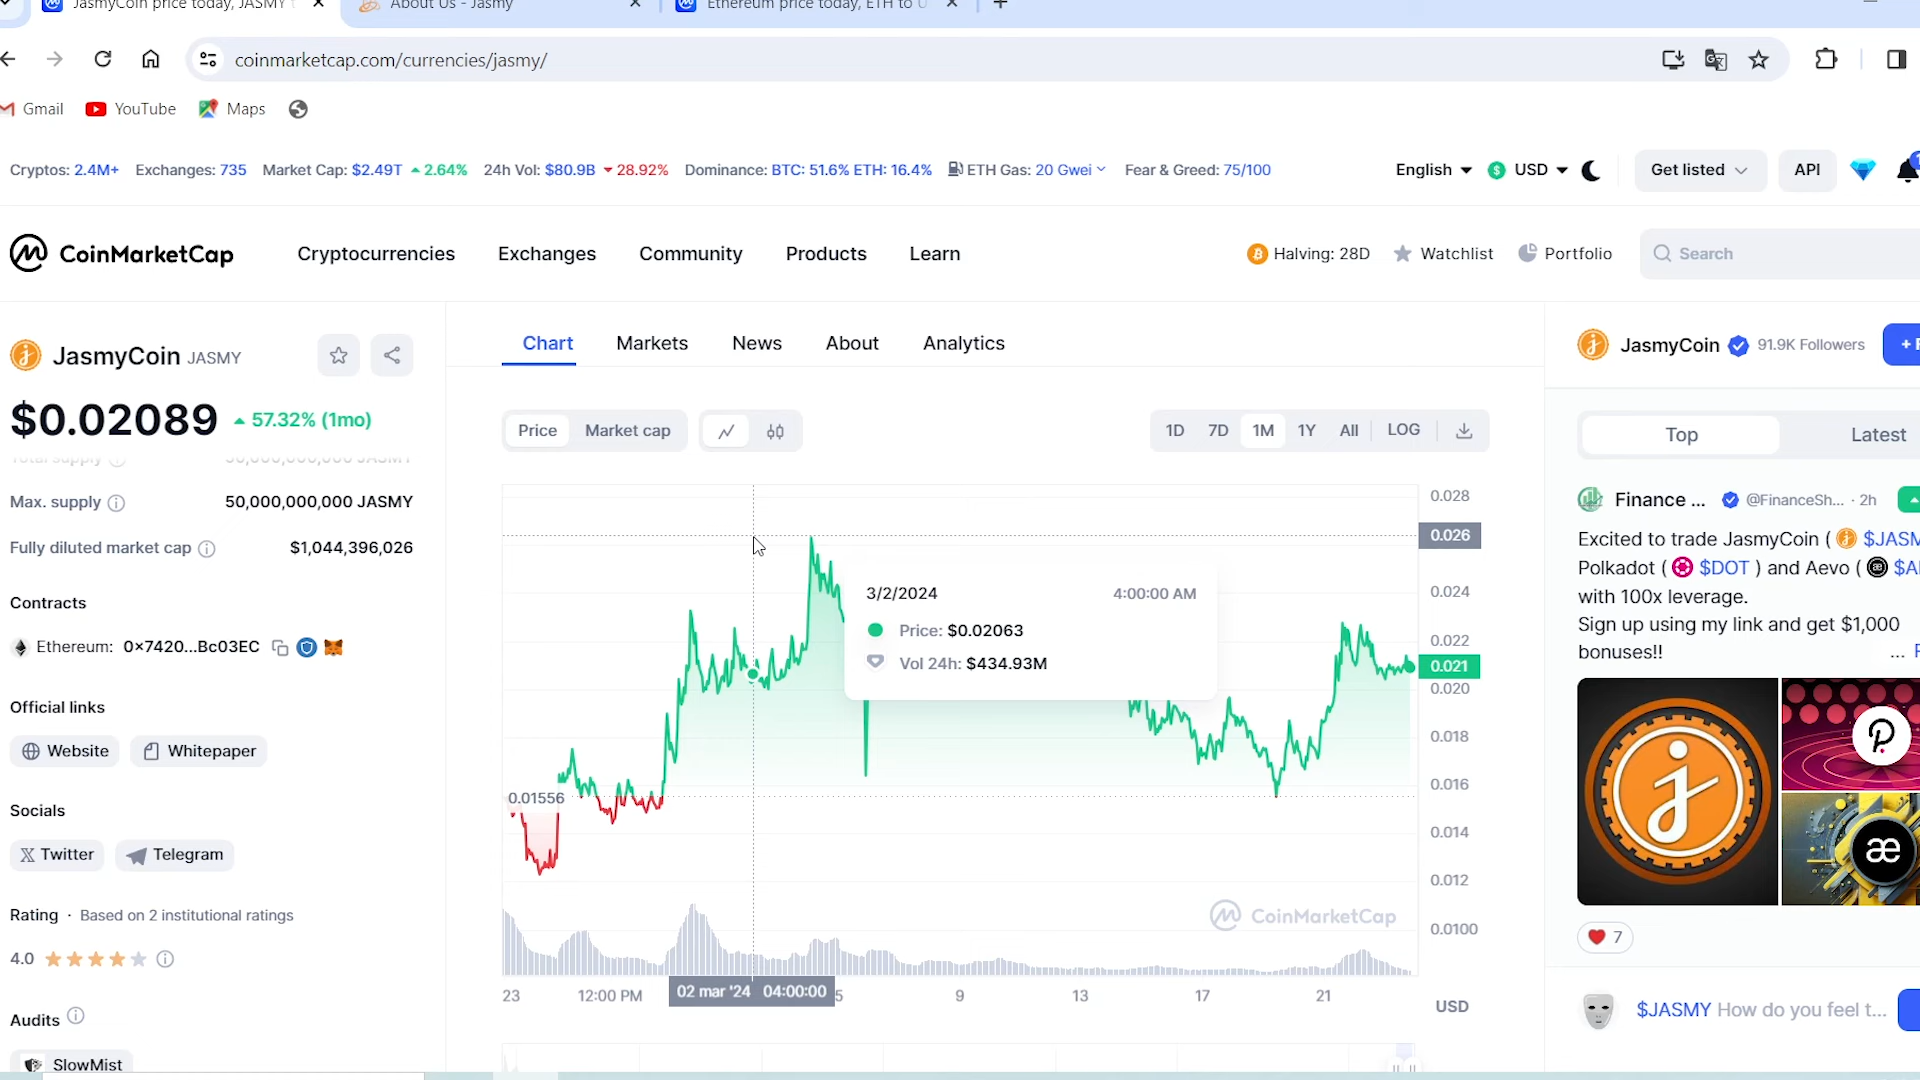 JasmyCoin price today, JASMY t
About Us - Jasmy
Ethereum price today, ETH to U
coinmarketcap.com/currencies/jasmy/
Gmail YouTube Maps
Cryptos: 2.4M+ Exchanges: 735 Market Cap: $2.49T 2.64% 24h Vol: $80.9B 28.92% Dominance: BTC: 51.6% ETH: 16.4% ETH Gas: 20 Gwei Fear & Greed: 75/100
English USD Get listed API
CoinMarketCap Cryptocurrencies Exchanges Community Products Learn Halving: 28D Watchlist Portfolio Search
JasmyCoin JASMY
$0.02089 57.32% (1mo)
Total supply 50,000,000,000 JASMY
Max. supply 50,000,000,000 JASMY
Fully diluted market cap $1,044,396,026
Contracts
Ethereum: 0x7420...Bc03EC
Official links
Website Whitepaper
Socials
Twitter Telegram
Rating · Based on 2 institutional ratings
4.0
Audits
SlowMist
Chart Markets News About Analytics
Price Market cap 1D 7D 1M 1Y All LOG
0.028
0.026
0.024
0.022
0.021
0.020
0.018
0.016
0.014
0.012
0.0100
3/2/2024 4:00:00 AM
Price: $0.02063
Vol 24h: $434.93M
0.01556
CoinMarketCap
23 12:00 PM 02 mar '24 04:00:00 5 9 13 17 21 USD
JasmyCoin 91.9K Followers +
Top Latest
Finance ... @FinanceSh... · 2h
Excited to trade JasmyCoin ( $JASM
Polkadot ( $DOT ) and Aevo ( $A
with 100x leverage.
Sign up using my link and get $1,000
bonuses!! ...
7
$JASMY How do you feel t...